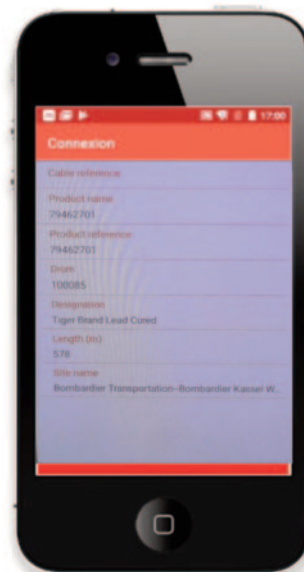 17:00
Connexion
Cable reference
Product name
79462701
Product reference
79462701
Drum
100085
Designation
Tiger Brand Lead Cored
Length (m)
578
Site name
Bombardier Transportation–Bombardier Kassel W...